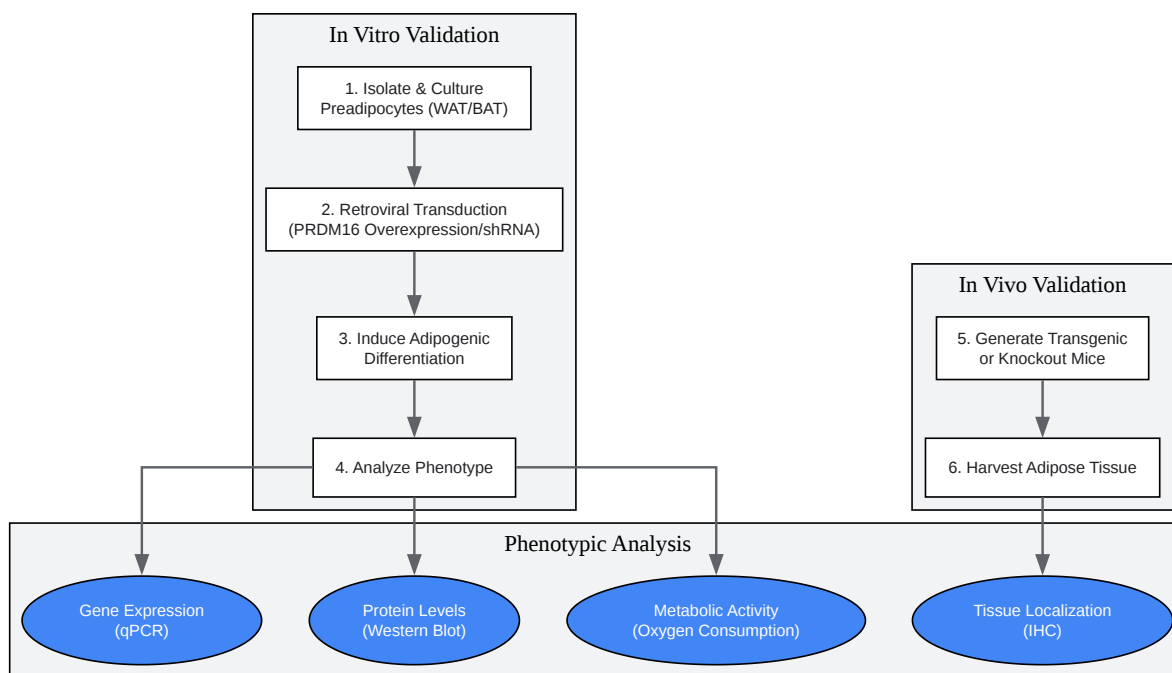 In Vitro Validation
1. Isolate & Culture
Preadipocytes (WAT/BAT)
2. Retroviral Transduction
(PRDM16 Overexpression/shRNA)
3. Induce Adipogenic
Differentiation
4. Analyze Phenotype
In Vivo Validation
5. Generate Transgenic
or Knockout Mice
6. Harvest Adipose Tissue
Phenotypic Analysis
Gene Expression
(qPCR)
Protein Levels
(Western Blot)
Metabolic Activity
(Oxygen Consumption)
Tissue Localization
(IHC)